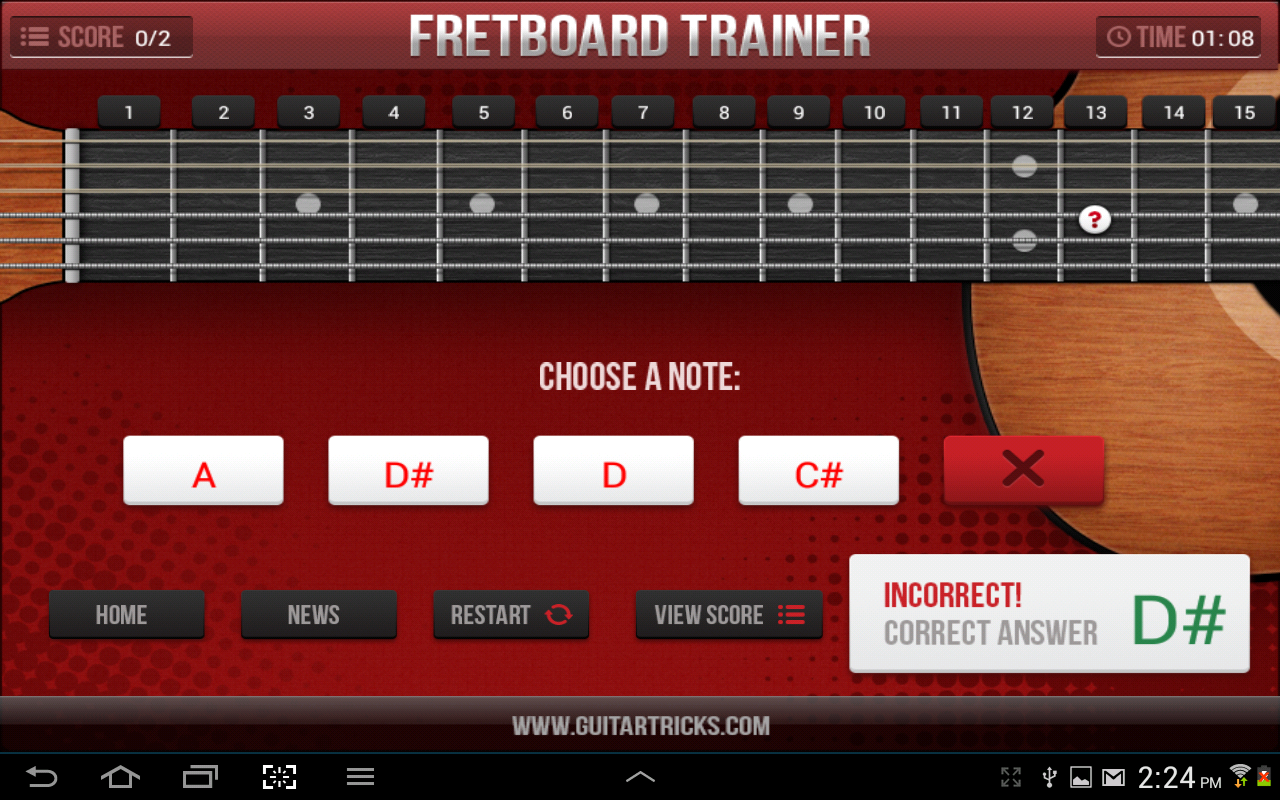 SCORE 0/2
FRETBOARD TRAINER
TIME 01:08
1 2 3 4 5 6 7 8 9 10 11 12 13 14 15
?
CHOOSE A NOTE:
A D# D C#
INCORRECT!
CORRECT ANSWER D#
HOME NEWS RESTART VIEW SCORE
WWW.GUITARTRICKS.COM
2:24 PM